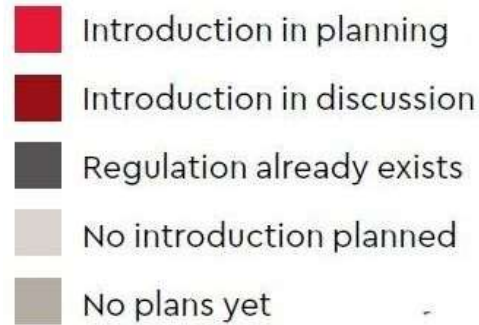 Introduction in planning
Introduction in discussion
Regulation already exists
No introduction planned
No plans yet